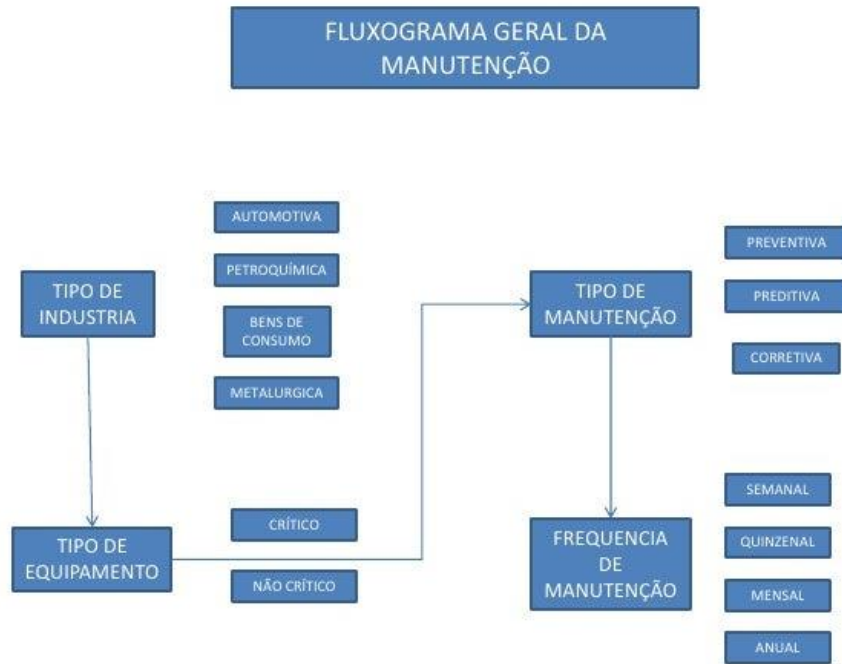 FLUXOGRAMA GERAL DA
MANUTENÇÃO
AUTOMOTIVA
PETROQUÍMICA
BENS DE
CONSUMO
METALURGICA
TIPO DE
INDUSTRIA
TIPO DE
EQUIPAMENTO
CRÍTICO
NÃO CRÍTICO
TIPO DE
MANUTENÇÃO
PREVENTIVA
PREDITIVA
CORRETIVA
FREQUENCIA
DE
MANUTENÇÃO
SEMANAL
QUINZENAL
MENSAL
ANUAL